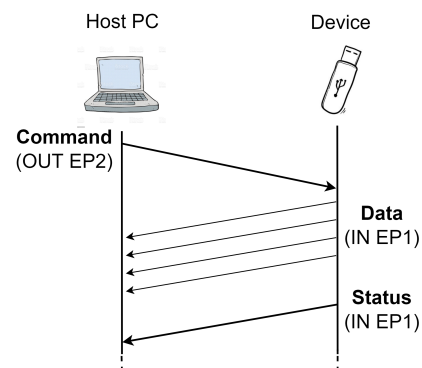 Host PC
Device
Command
(OUT EP2)
Data
(IN EP1)
Status
(IN EP1)